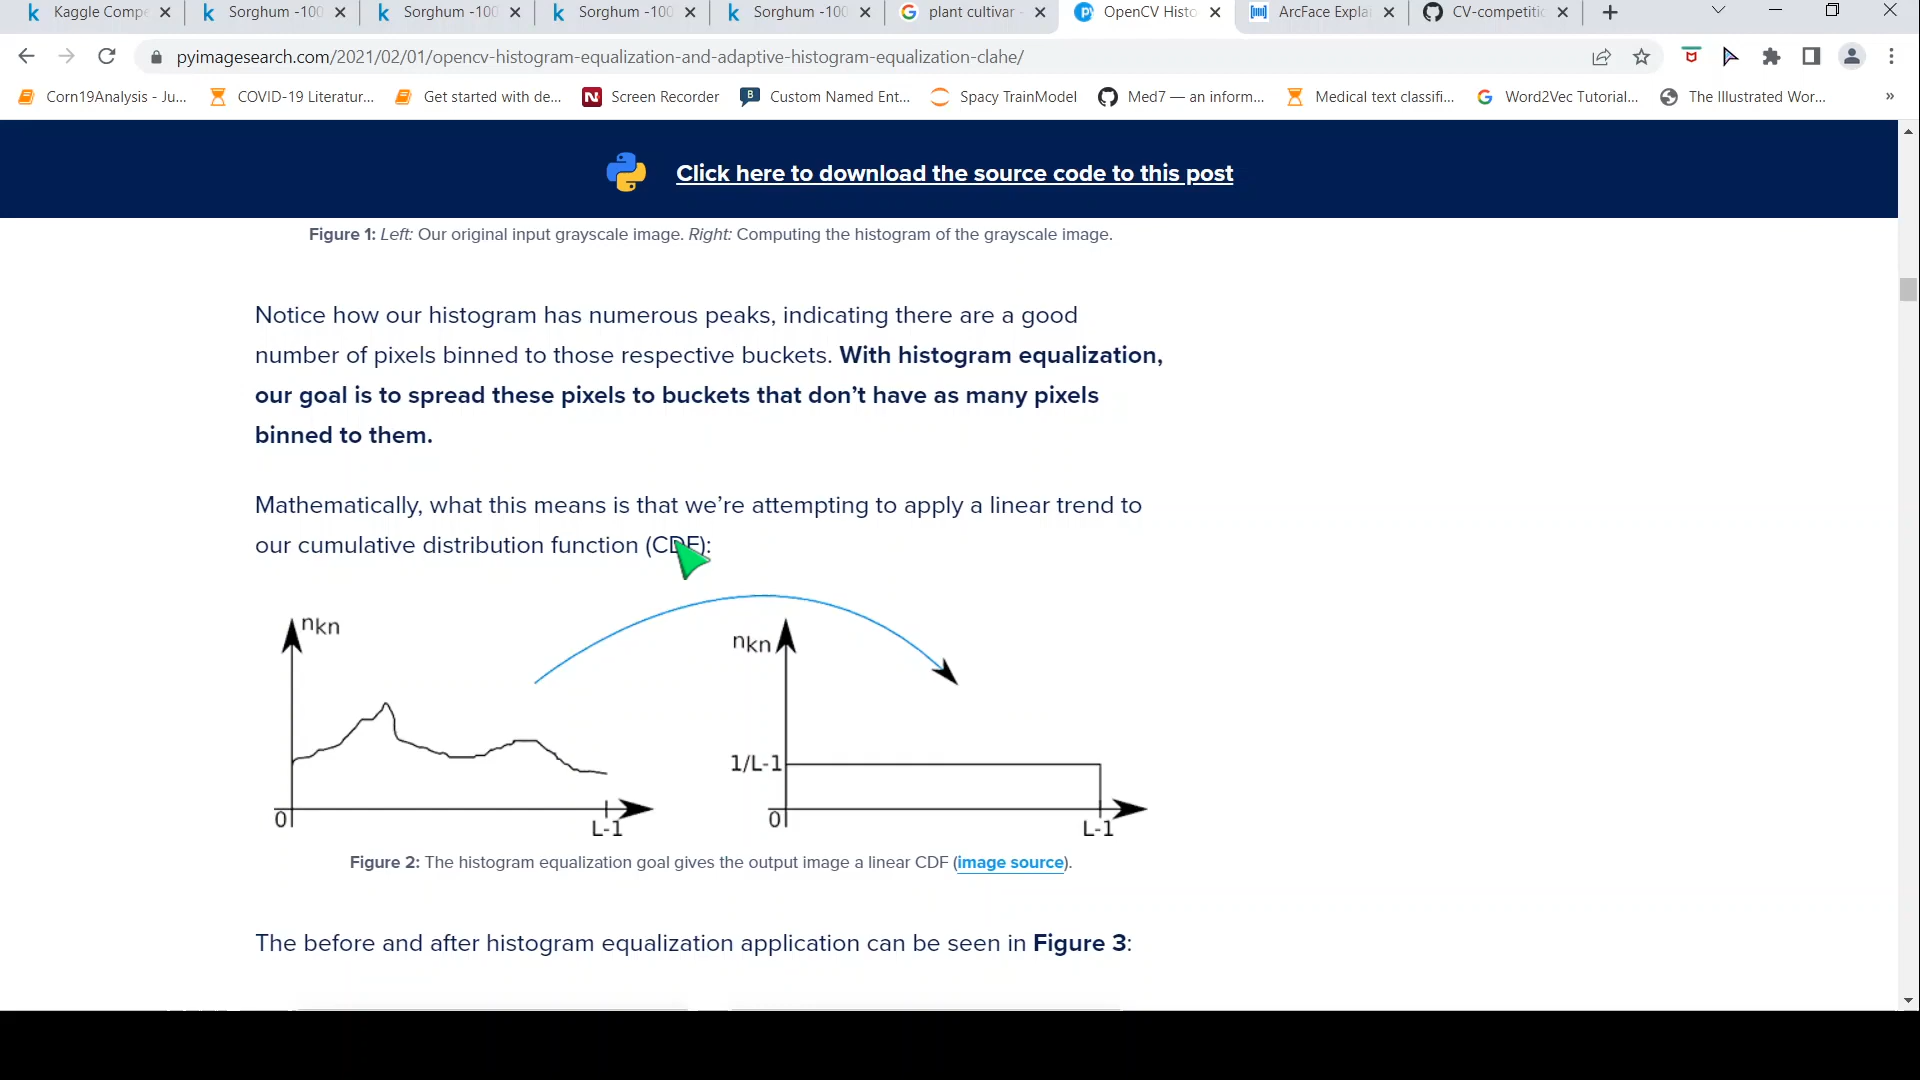 Kaggle Compe
Sorghum -100
Sorghum -100
Sorghum -100
Sorghum -100
plant cultivar -
OpenCV Histo
ArcFace Explai
CV-competitic
pyimagesearch.com/2021/02/01/opencv-histogram-equalization-and-adaptive-histogram-equalization-clahe/
Corn19Analysis - Ju...
COVID-19 Literatur...
Get started with de...
Screen Recorder
Custom Named Ent...
Spacy TrainModel
Med7 — an inform...
Medical text classifi...
Word2Vec Tutorial...
The Illustrated Wor...
»
Click here to download the source code to this post
Figure 1: Left: Our original input grayscale image. Right: Computing the histogram of the grayscale image.
Notice how our histogram has numerous peaks, indicating there are a good
number of pixels binned to those respective buckets. With histogram equalization,
our goal is to spread these pixels to buckets that don’t have as many pixels
binned to them.
Mathematically, what this means is that we’re attempting to apply a linear trend to
our cumulative distribution function (CDF):
nkn
0
L-1
nkn
1/L-1
0
L-1
Figure 2: The histogram equalization goal gives the output image a linear CDF (image source).
The before and after histogram equalization application can be seen in Figure 3: